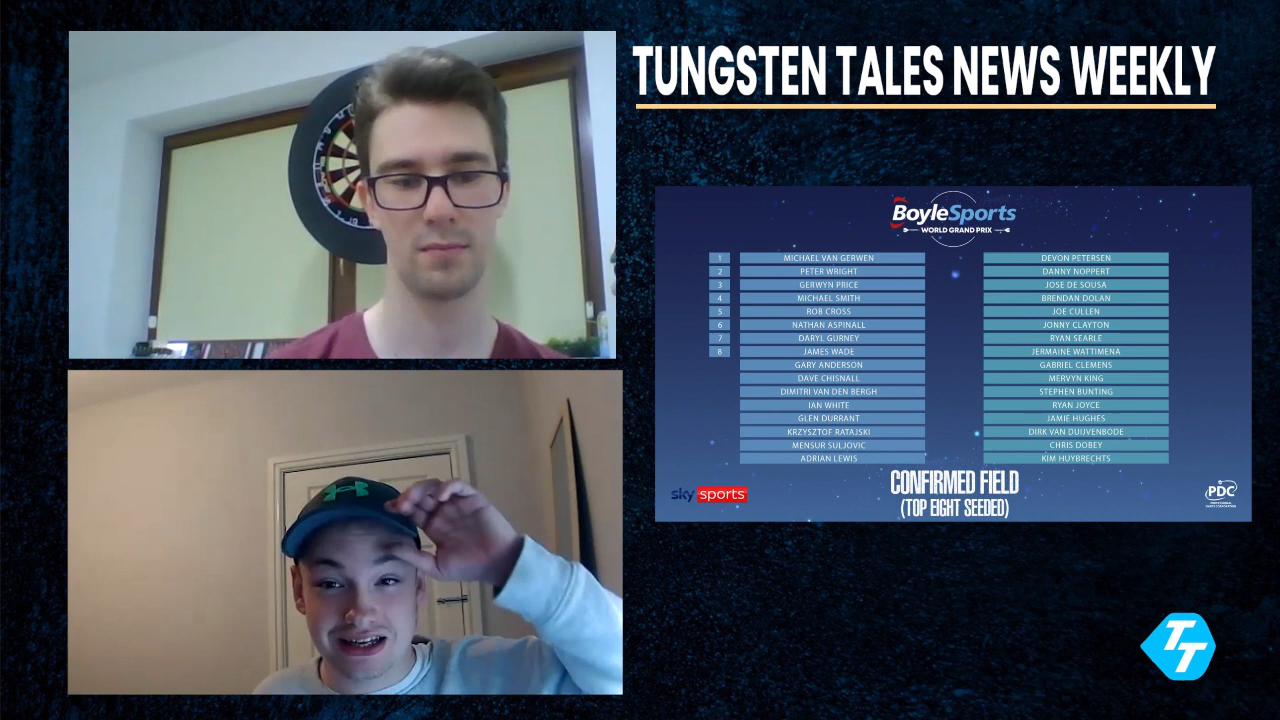 TUNGSTEN TALES NEWS WEEKLY
BoyleSports
WORLD GRAND PRIX
1 MICHAEL VAN GERWEN DEVON PETERSEN
2 PETER WRIGHT DANNY NOPPERT
3 GERWYN PRICE JOSE DE SOUSA
4 MICHAEL SMITH BRENDAN DOLAN
5 ROB CROSS JOE CULLEN
6 NATHAN ASPINALL JONNY CLAYTON
7 DARYL GURNEY RYAN SEARLE
8 JAMES WADE JERMAINE WATTIMENA
GARY ANDERSON GABRIEL CLEMENS
DAVE CHISNALL MERVYN KING
DIMITRI VAN DEN BERGH STEPHEN BUNTING
IAN WHITE RYAN JOYCE
GLEN DURRANT JAMIE HUGHES
KRZYSZTOF RATAJSKI DIRK VAN DUIJVENBODE
MENSUR SULJOVIC CHRIS DOBEY
ADRIAN LEWIS KIM HUYBRECHTS
CONFIRMED FIELD
(TOP EIGHT SEEDED)
sky sports
PDC
TT